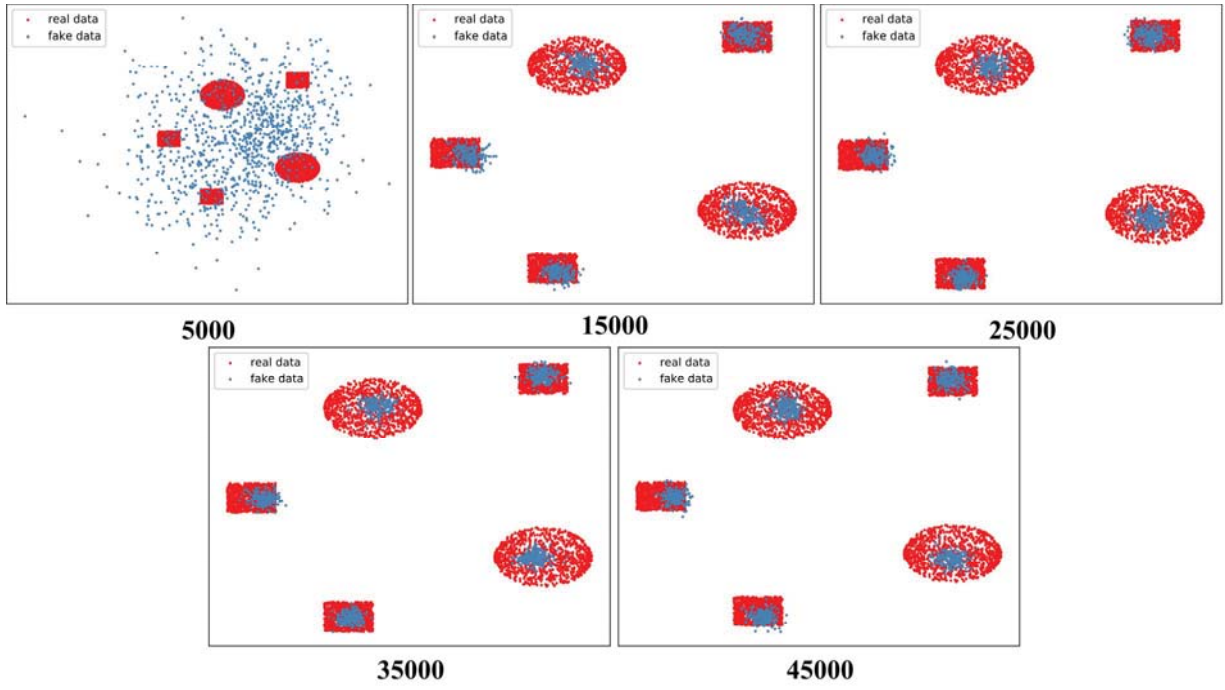 real data
fake data
real data
fake data
real data
fake data
5000
15000
25000
real data
fake data
real data
fake data
35000
45000